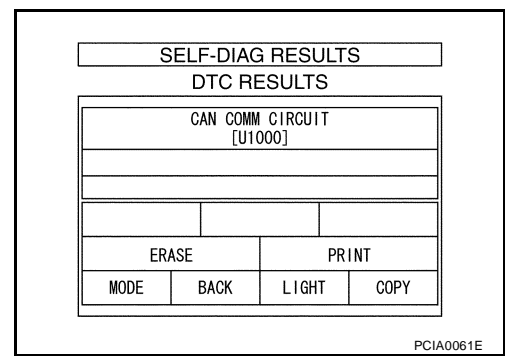 SELF-DIAG RESULTS
DTC RESULTS
CAN COMM CIRCUIT
[U1000]
ERASE PRINT
MODE BACK LIGHT COPY
PCIA0061E